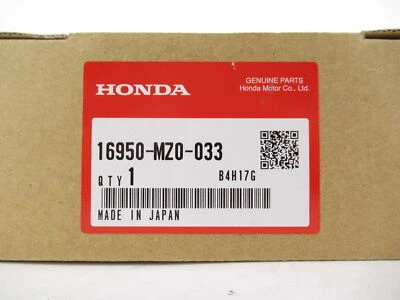 HONDA
GENUINE PARTS
Honda Motor Co., Ltd.
16950-MZ0-033
QTY 1
B4H17G
MADE IN JAPAN